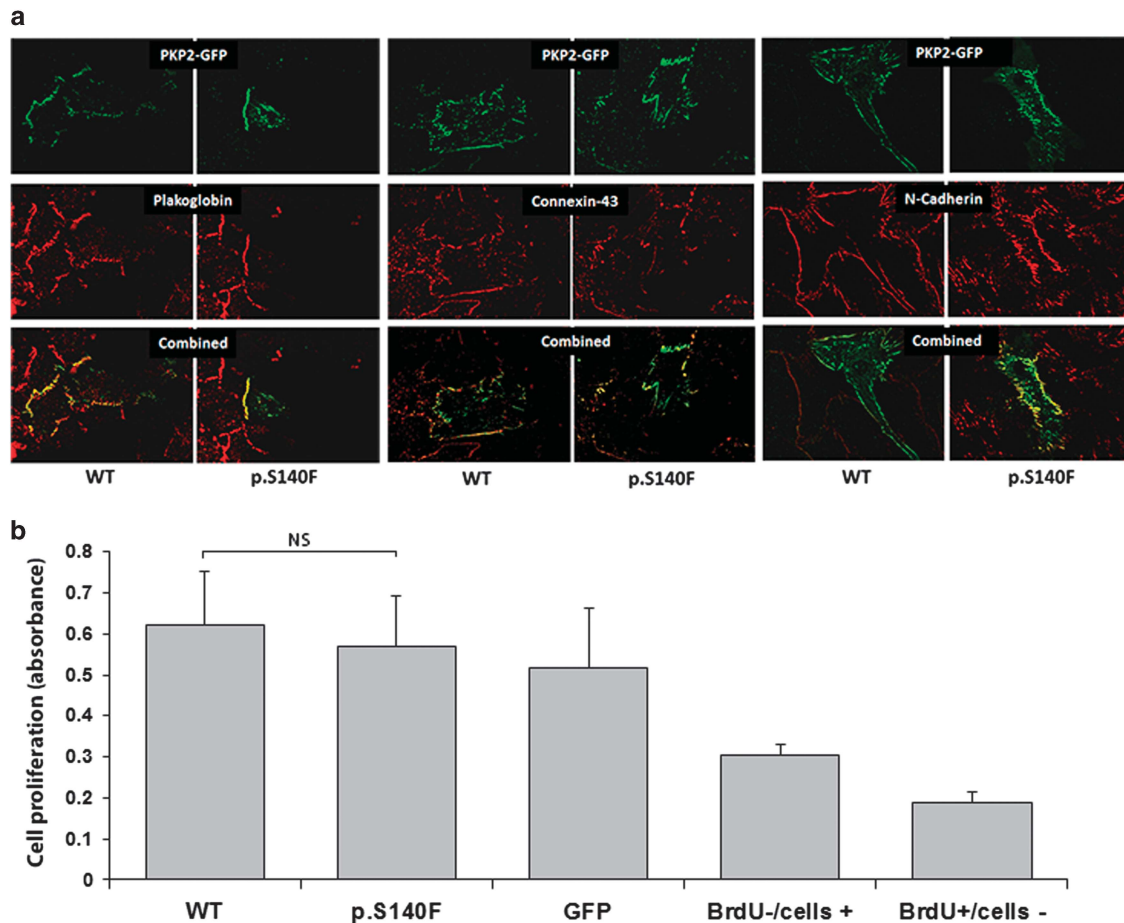 a
PKP2-GFP PKP2-GFP PKP2-GFP
Plakoglobin Connexin-43 N-Cadherin
Combined Combined Combined
WT p.S140F WT p.S140F WT p.S140F
b
NS
Cell proliferation (absorbance)
0.8
0.7
0.6
0.5
0.4
0.3
0.2
0.1
0
WT p.S140F GFP BrdU-/cells + BrdU+/cells -